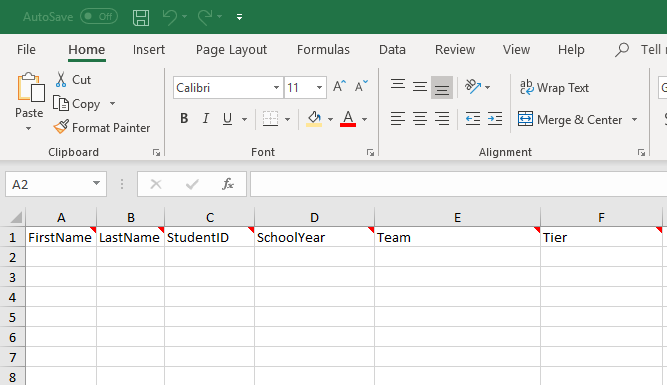 AutoSave Off
File Home Insert Page Layout Formulas Data Review View Help Tell
Cut
Calibri 11 A A ab Wrap Text
Paste Copy
Format Painter B I U A Merge & Center
Clipboard Font Alignment
A2 fx
A B C D E F
1 FirstName LastName StudentID SchoolYear Team Tier
2
3
4
5
6
7
8